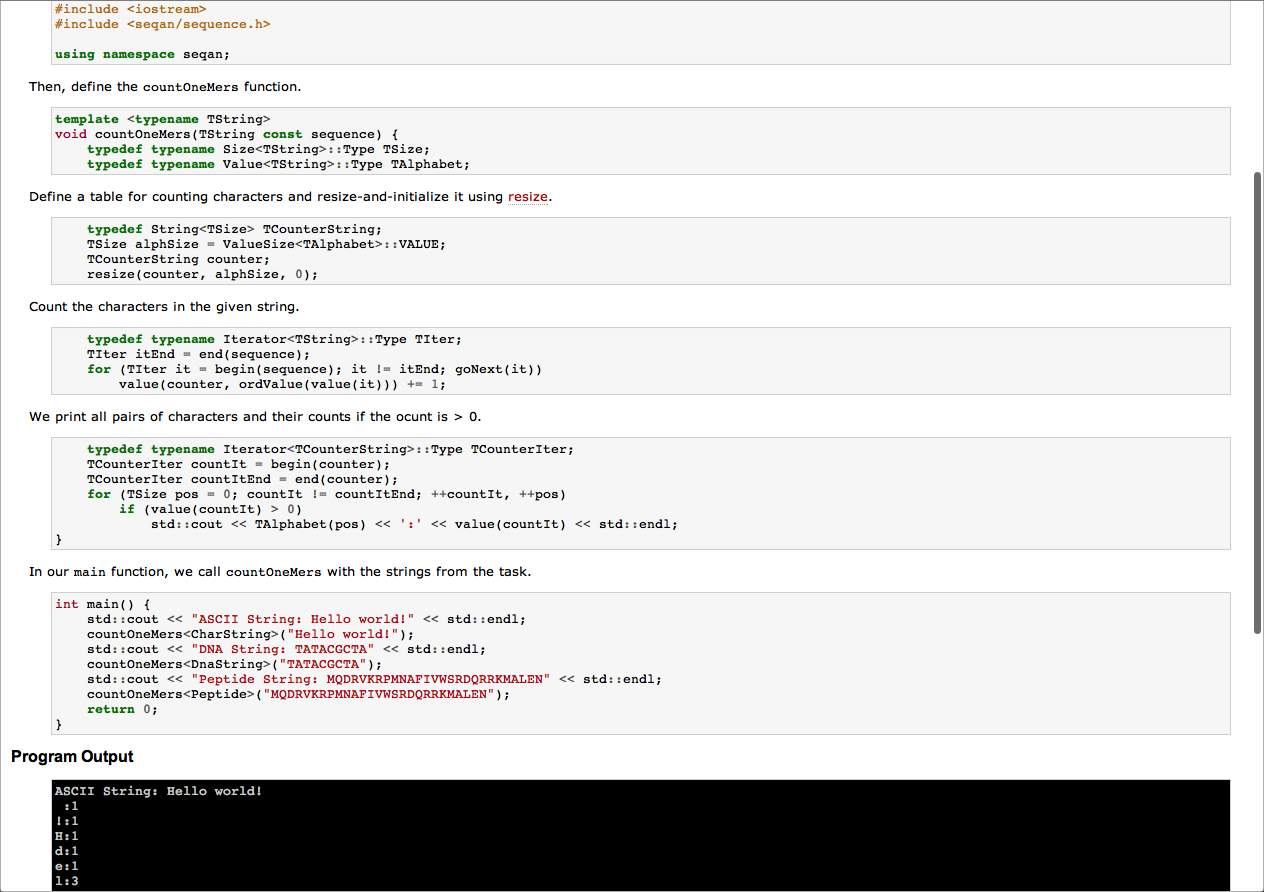 #include <iostream>
#include <seqan/sequence.h>
using namespace seqan;
Then, define the countOneMers function.
template <typename TString>
void countOneMers(TString const sequence) {
    typedef typename Size<TString>::Type TSize;
    typedef typename Value<TString>::Type TAlphabet;
Define a table for counting characters and resize-and-initialize it using resize.
    typedef String<TSize> TCounterString;
    TSize alphSize = ValueSize<TAlphabet>::VALUE;
    TCounterString counter;
    resize(counter, alphSize, 0);
Count the characters in the given string.
    typedef typename Iterator<TString>::Type TIter;
    TIter itEnd = end(sequence);
    for (TIter it = begin(sequence); it != itEnd; goNext(it))
        value(counter, ordValue(value(it))) += 1;
We print all pairs of characters and their counts if the ocunt is > 0.
    typedef typename Iterator<TCounterString>::Type TCounterIter;
    TCounterIter countIt = begin(counter);
    TCounterIter countItEnd = end(counter);
    for (TSize pos = 0; countIt != countItEnd; ++countIt, ++pos)
        if (value(countIt) > 0)
            std::cout << TAlphabet(pos) << ':' << value(countIt) << std::endl;
}
In our main function, we call countOneMers with the strings from the task.
int main() {
    std::cout << "ASCII String: Hello world!" << std::endl;
    countOneMers<CharString>("Hello world!");
    std::cout << "DNA String: TATACGCTA" << std::endl;
    countOneMers<DnaString>("TATACGCTA");
    std::cout << "Peptide String: MQDRVKRPMNAFIVWSRDQRRKMALEN" << std::endl;
    countOneMers<Peptide>("MQDRVKRPMNAFIVWSRDQRRKMALEN");
    return 0;
}
Program Output
ASCII String: Hello world!
 :1
!:1
H:1
d:1
e:1
l:3